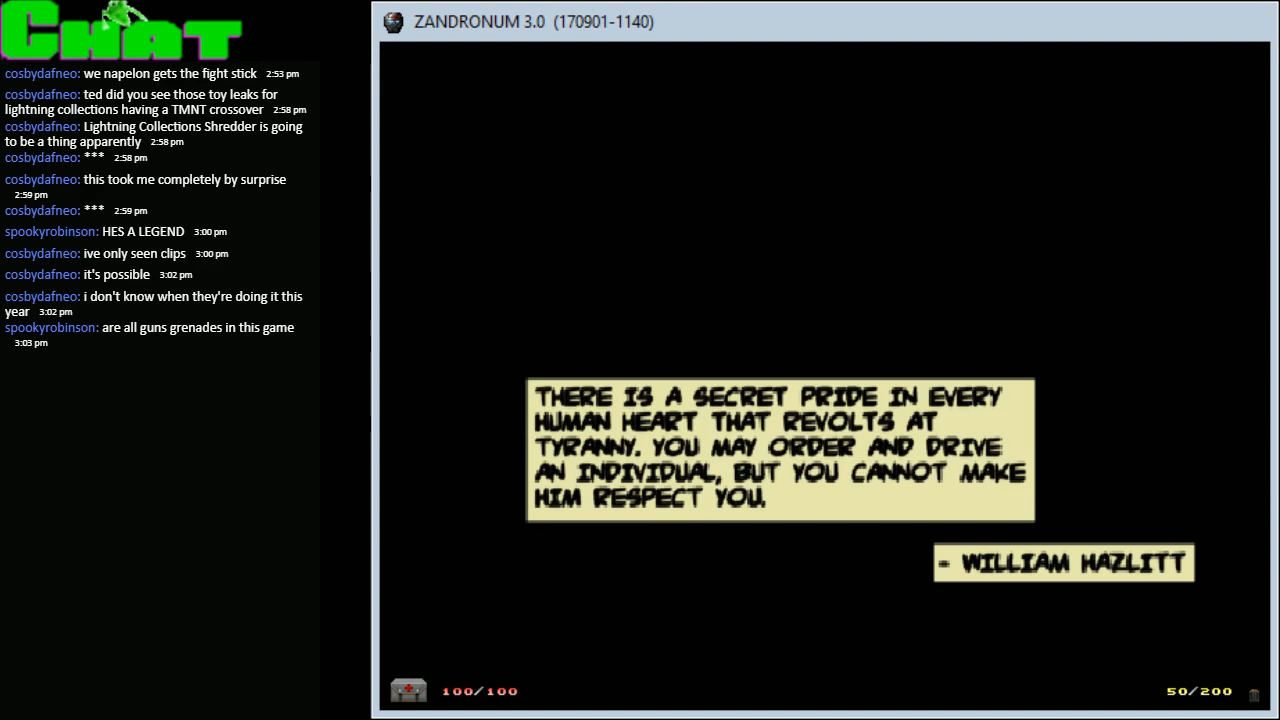 CHAT
cosbydafneo: we napelon gets the fight stick 2:53 pm
cosbydafneo: ted did you see those toy leaks for
lightning collections having a TMNT crossover 2:58 pm
cosbydafneo: Lightning Collections Shredder is going
to be a thing apparently 2:58 pm
cosbydafneo: *** 2:58 pm
cosbydafneo: this took me completely by surprise
2:59 pm
cosbydafneo: *** 2:59 pm
spookyrobinson: HES A LEGEND 3:00 pm
cosbydafneo: ive only seen clips 3:00 pm
cosbydafneo: it's possible 3:02 pm
cosbydafneo: i don't know when they're doing it this
year 3:02 pm
spookyrobinson: are all guns grenades in this game
3:03 pm
ZANDRONUM 3.0 (170901-1140)
THERE IS A SECRET PRIDE IN EVERY
HUMAN HEART THAT REVOLTS AT
TYRANNY. YOU MAY ORDER AND DRIVE
AN INDIVIDUAL, BUT YOU CANNOT MAKE
HIM RESPECT YOU.
- WILLIAM HAZLITT
100/100
50/200